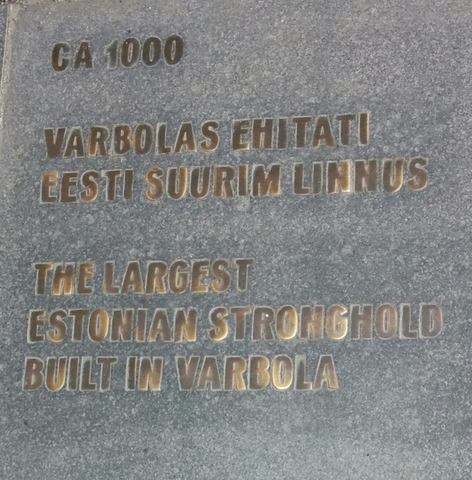 CA 1000
VARBOLAS EHITATI
EESTI SUURIM LINNUS
THE LARGEST
ESTONIAN STRONGHOLD
BUILT IN VARBOLA